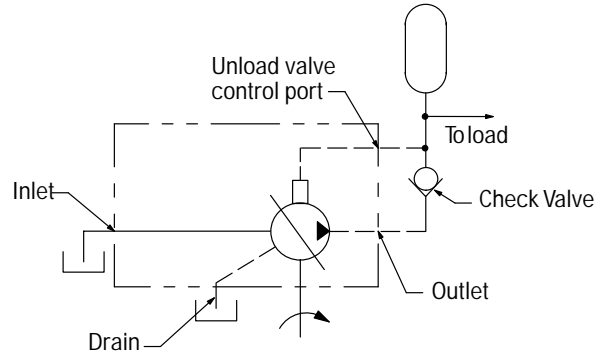 Unload valve
control port
To load
Inlet
Check Valve
Outlet
Drain